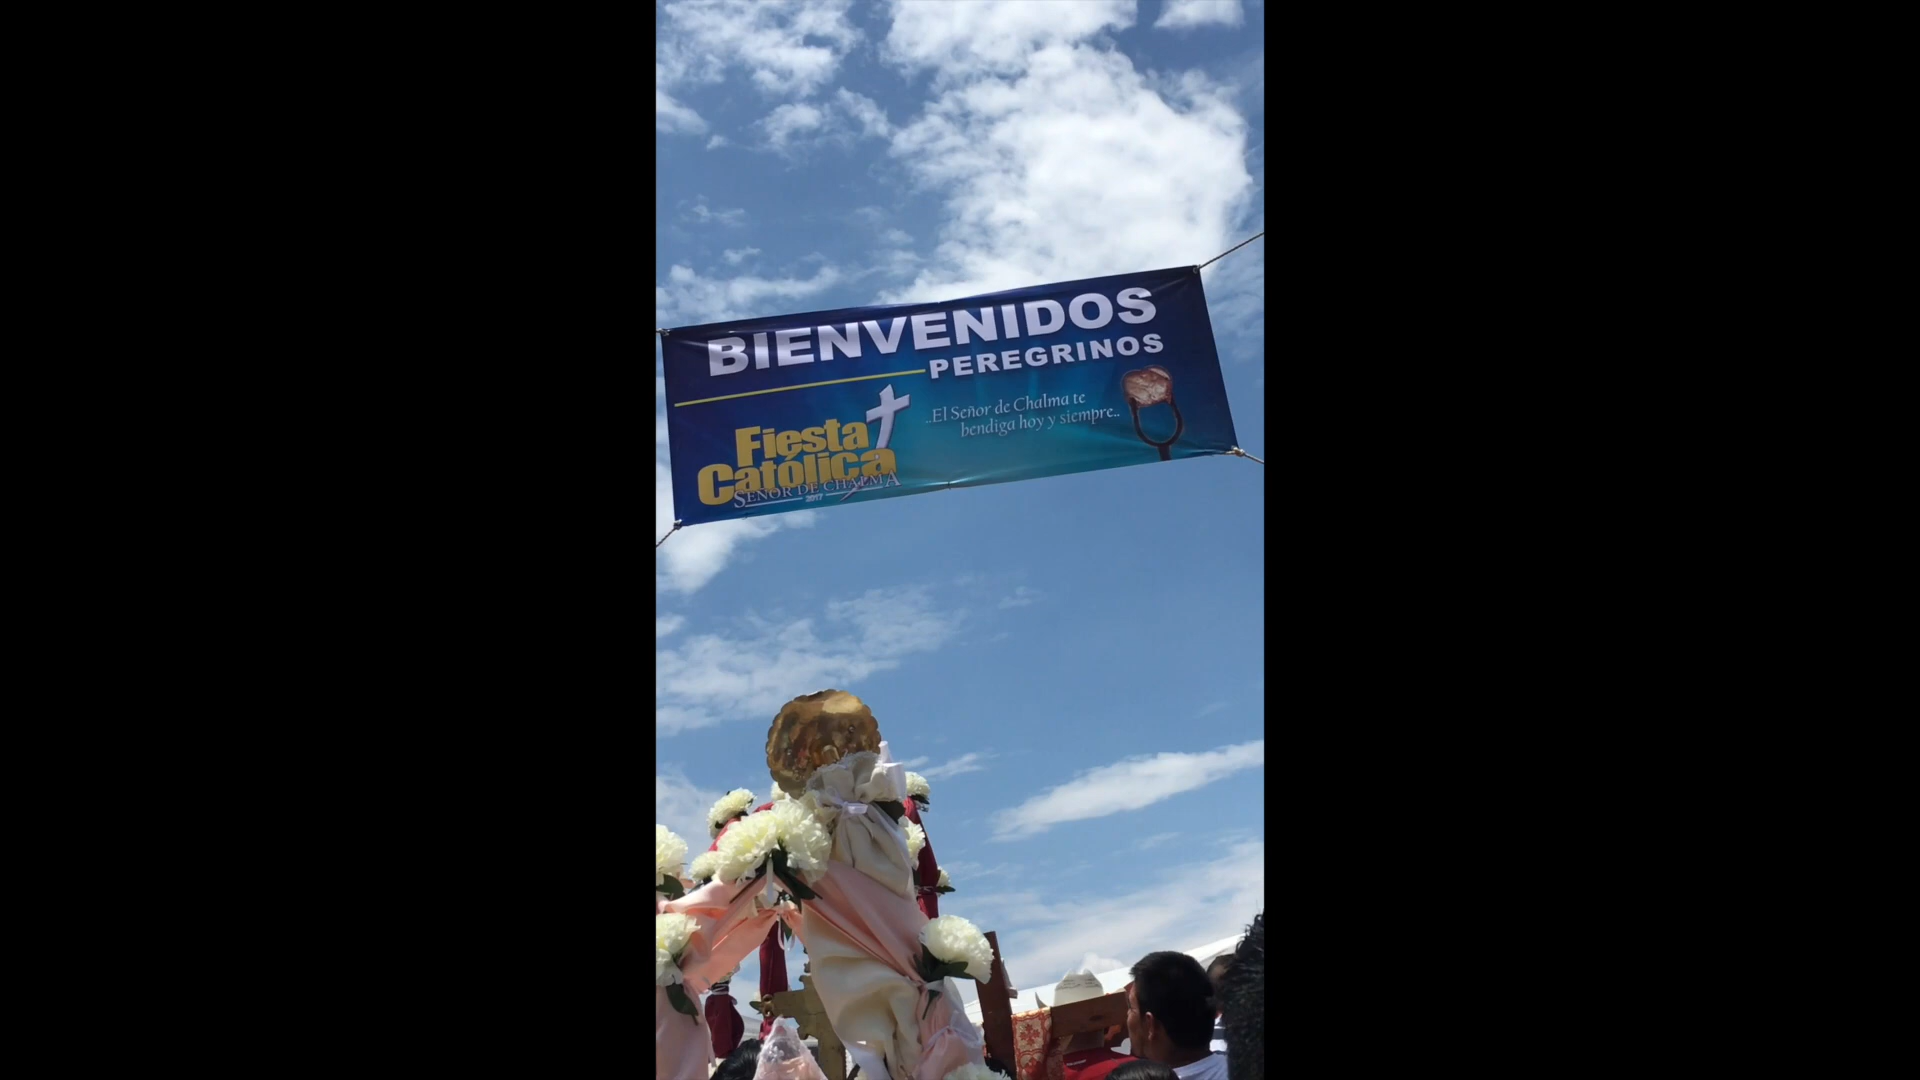 BIENVENIDOS
PEREGRINOS
..El Señor de Chalma te
bendiga hoy y siempre..
Fiesta
Católica
SEÑOR DE CHALMA
2017